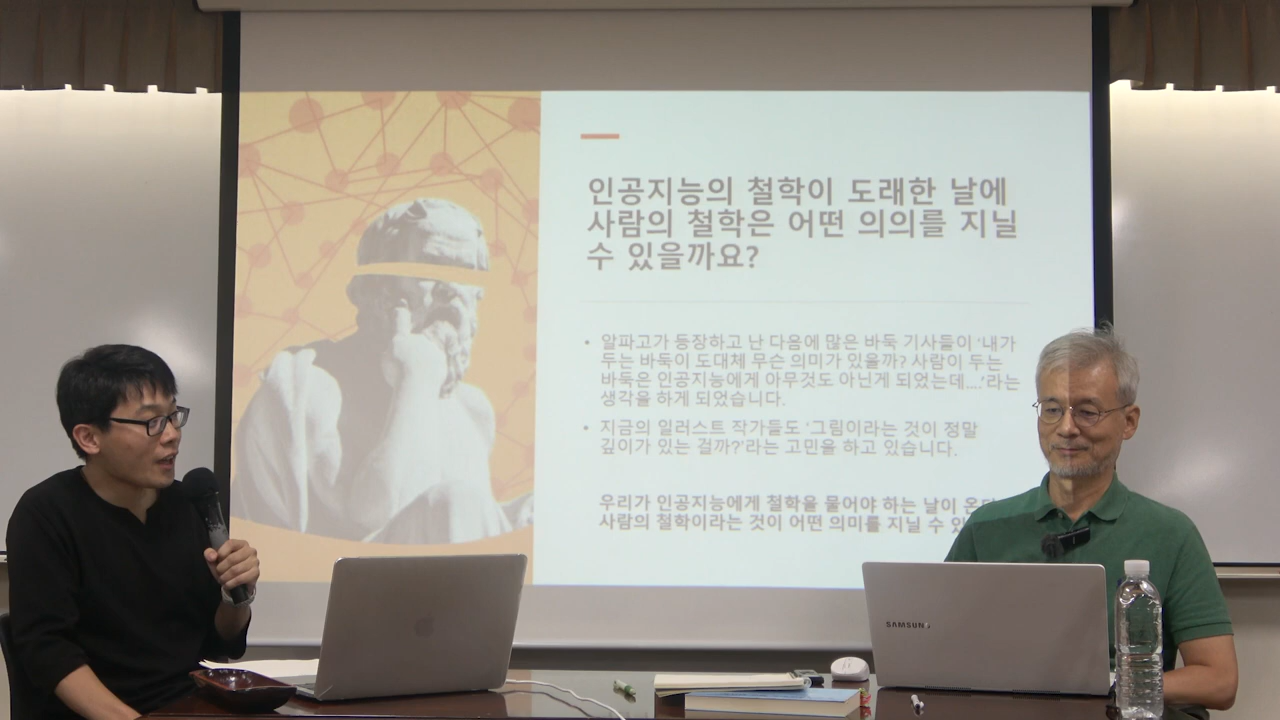 인공지능의 철학이 도래한 날에
사람의 철학은 어떤 의의를 지닐
수 있을까요?
• 알파고가 등장하고 난 다음에 많은 바둑 기사들이 '내가
두는 바둑이 도대체 무슨 의미가 있을까? 사람이 두는
바둑은 인공지능에게 아무것도 아닌게 되었는데....'라는
생각을 하게 되었습니다.
• 지금의 일러스트 작가들도 '그림이라는 것이 정말
깊이가 있는 걸까?'라는 고민을 하고 있습니다.
우리가 인공지능에게 철학을 물어야 하는 날이
사람의 철학이라는 것이 어떤 의미를 지닐 수
SAMSUNG